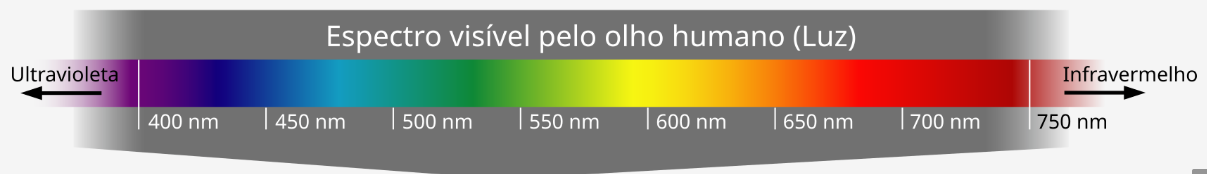 Espectro visível pelo olho humano (Luz)
Ultravioleta
Infravermelho
400 nm
450 nm
500 nm
550 nm
600 nm
650 nm
700 nm
750 nm